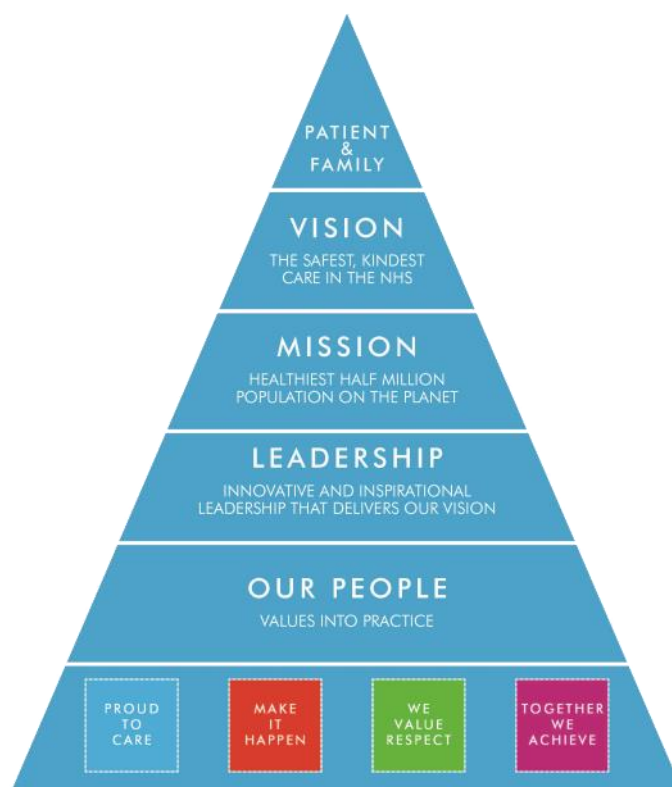 PATIENT
&
FAMILY
VISION
THE SAFEST, KINDEST
CARE IN THE NHS
MISSION
HEALTHIEST HALF MILLION
POPULATION ON THE PLANET
LEADERSHIP
INNOVATIVE AND INSPIRATIONAL
LEADERSHIP THAT DELIVERS OUR VISION
OUR PEOPLE
VALUES INTO PRACTICE
PROUD
TO
CARE
MAKE
IT
HAPPEN
WE
VALUE
RESPECT
TOGETHER
WE
ACHIEVE